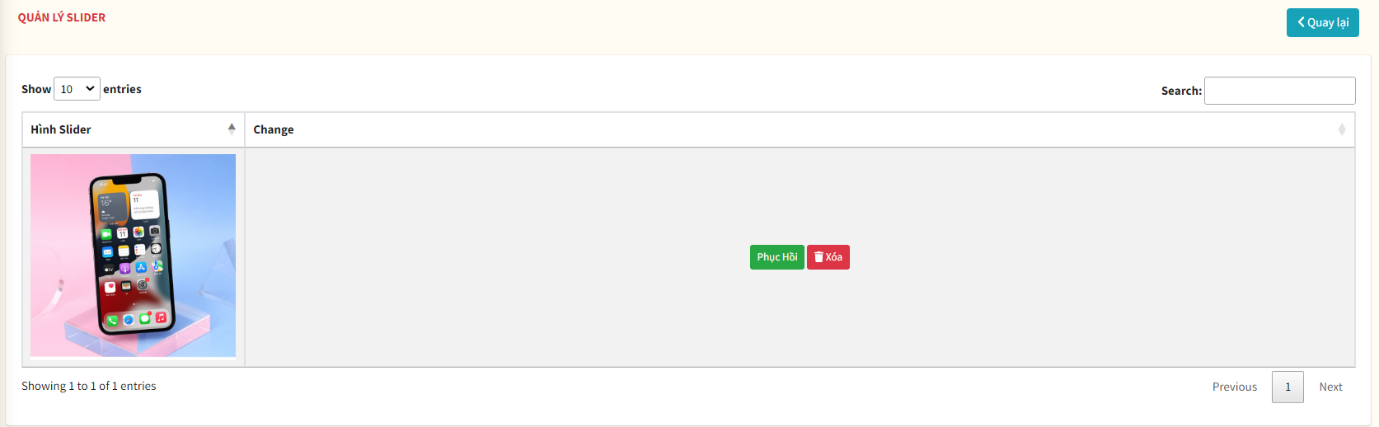 QUẢN LÝ SLIDER
Quay lại
Show 10 entries
Search:
Hình Slider Change
Phục Hồi Xóa
Showing 1 to 1 of 1 entries
Previous 1 Next